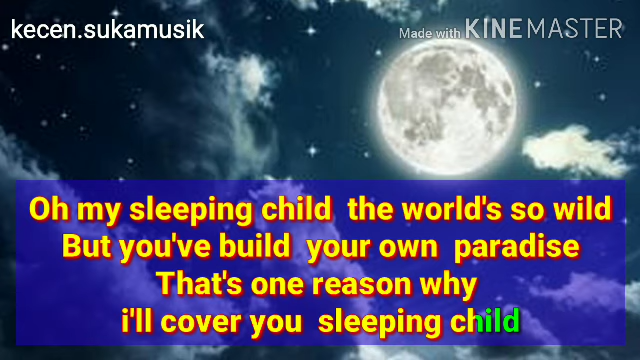 kecen.sukamusik
Made with KINEMASTER
Oh my sleeping child the world's so wild
But you've build your own paradise
That's one reason why
i'll cover you sleeping child